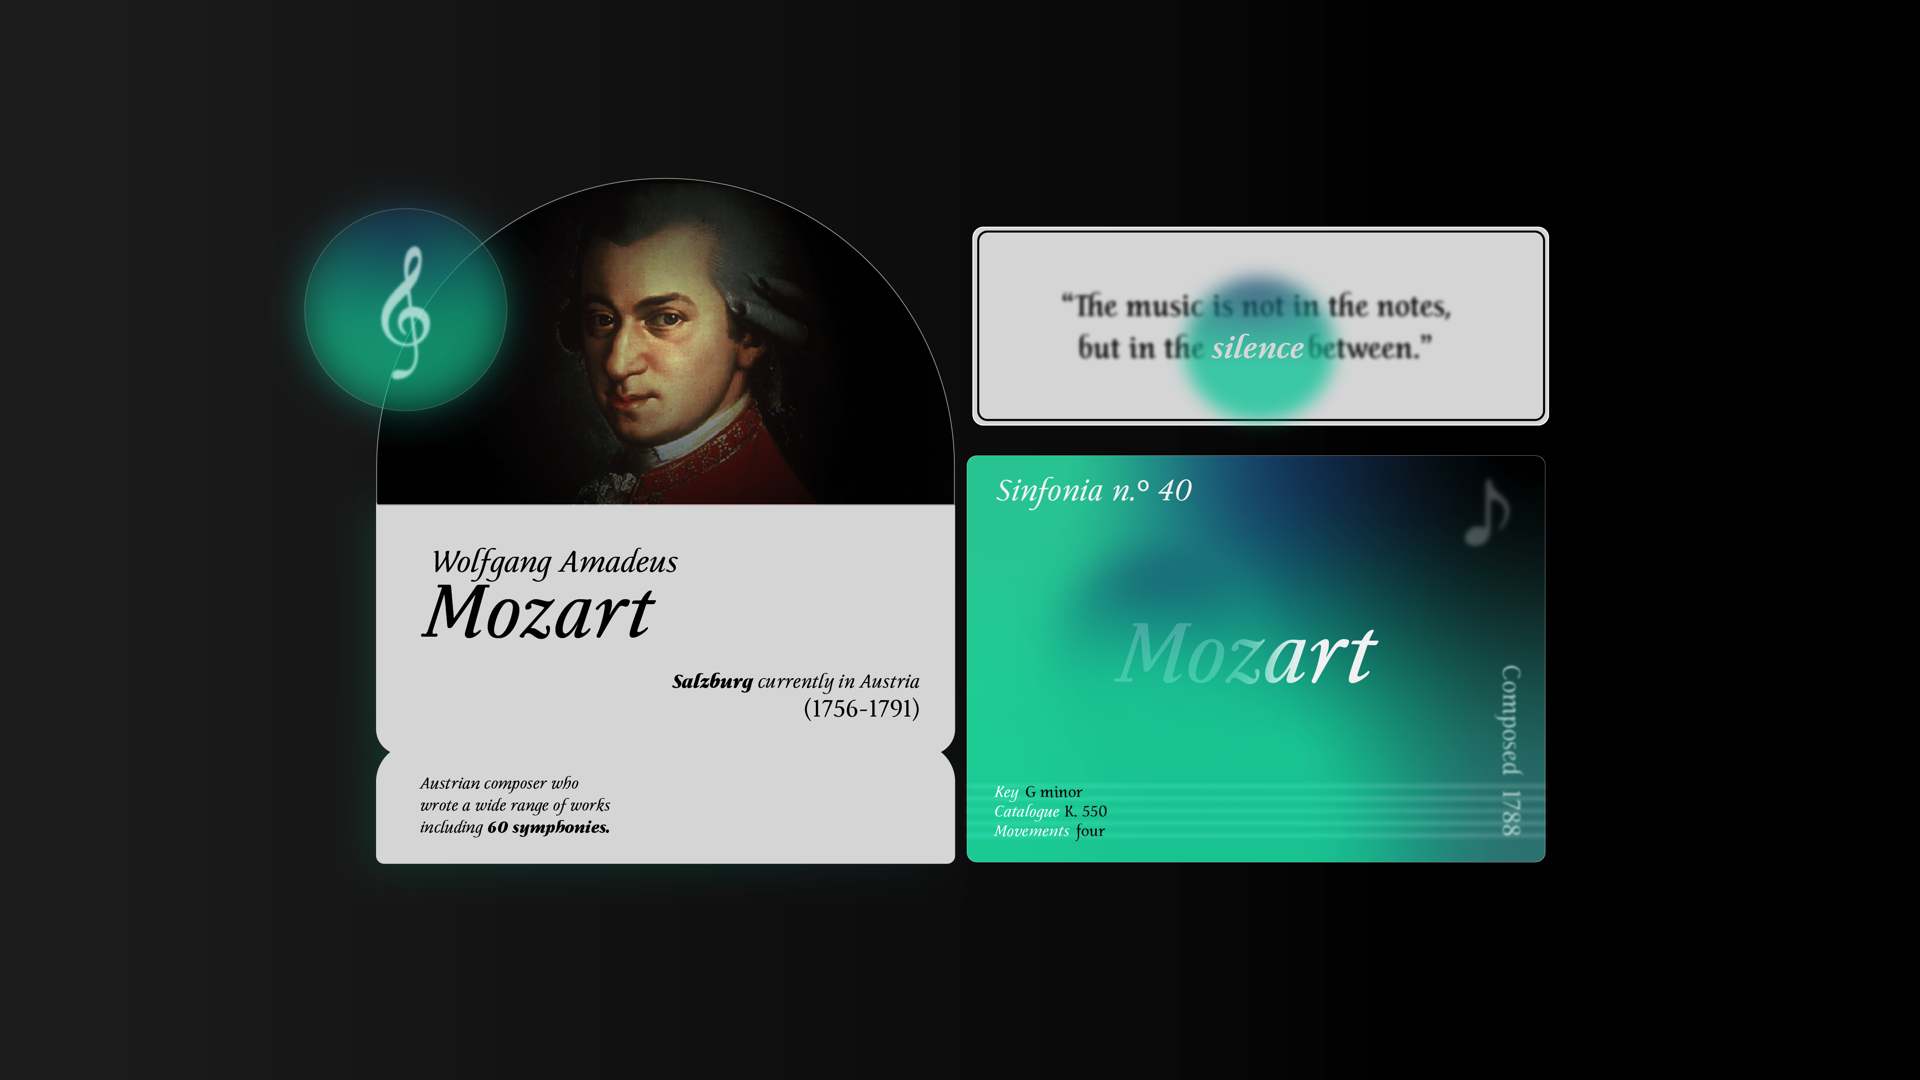 Wolfgang Amadeus
Mozart
Salzburg currently in Austria
(1756-1791)
Austrian composer who
wrote a wide range of works
including 60 symphonies.
“The music is not in the notes,
but in the silence between.”
Sinfonia n.º 40
Mozart
Composed 1788
Key G minor
Catalogue K. 550
Movements four